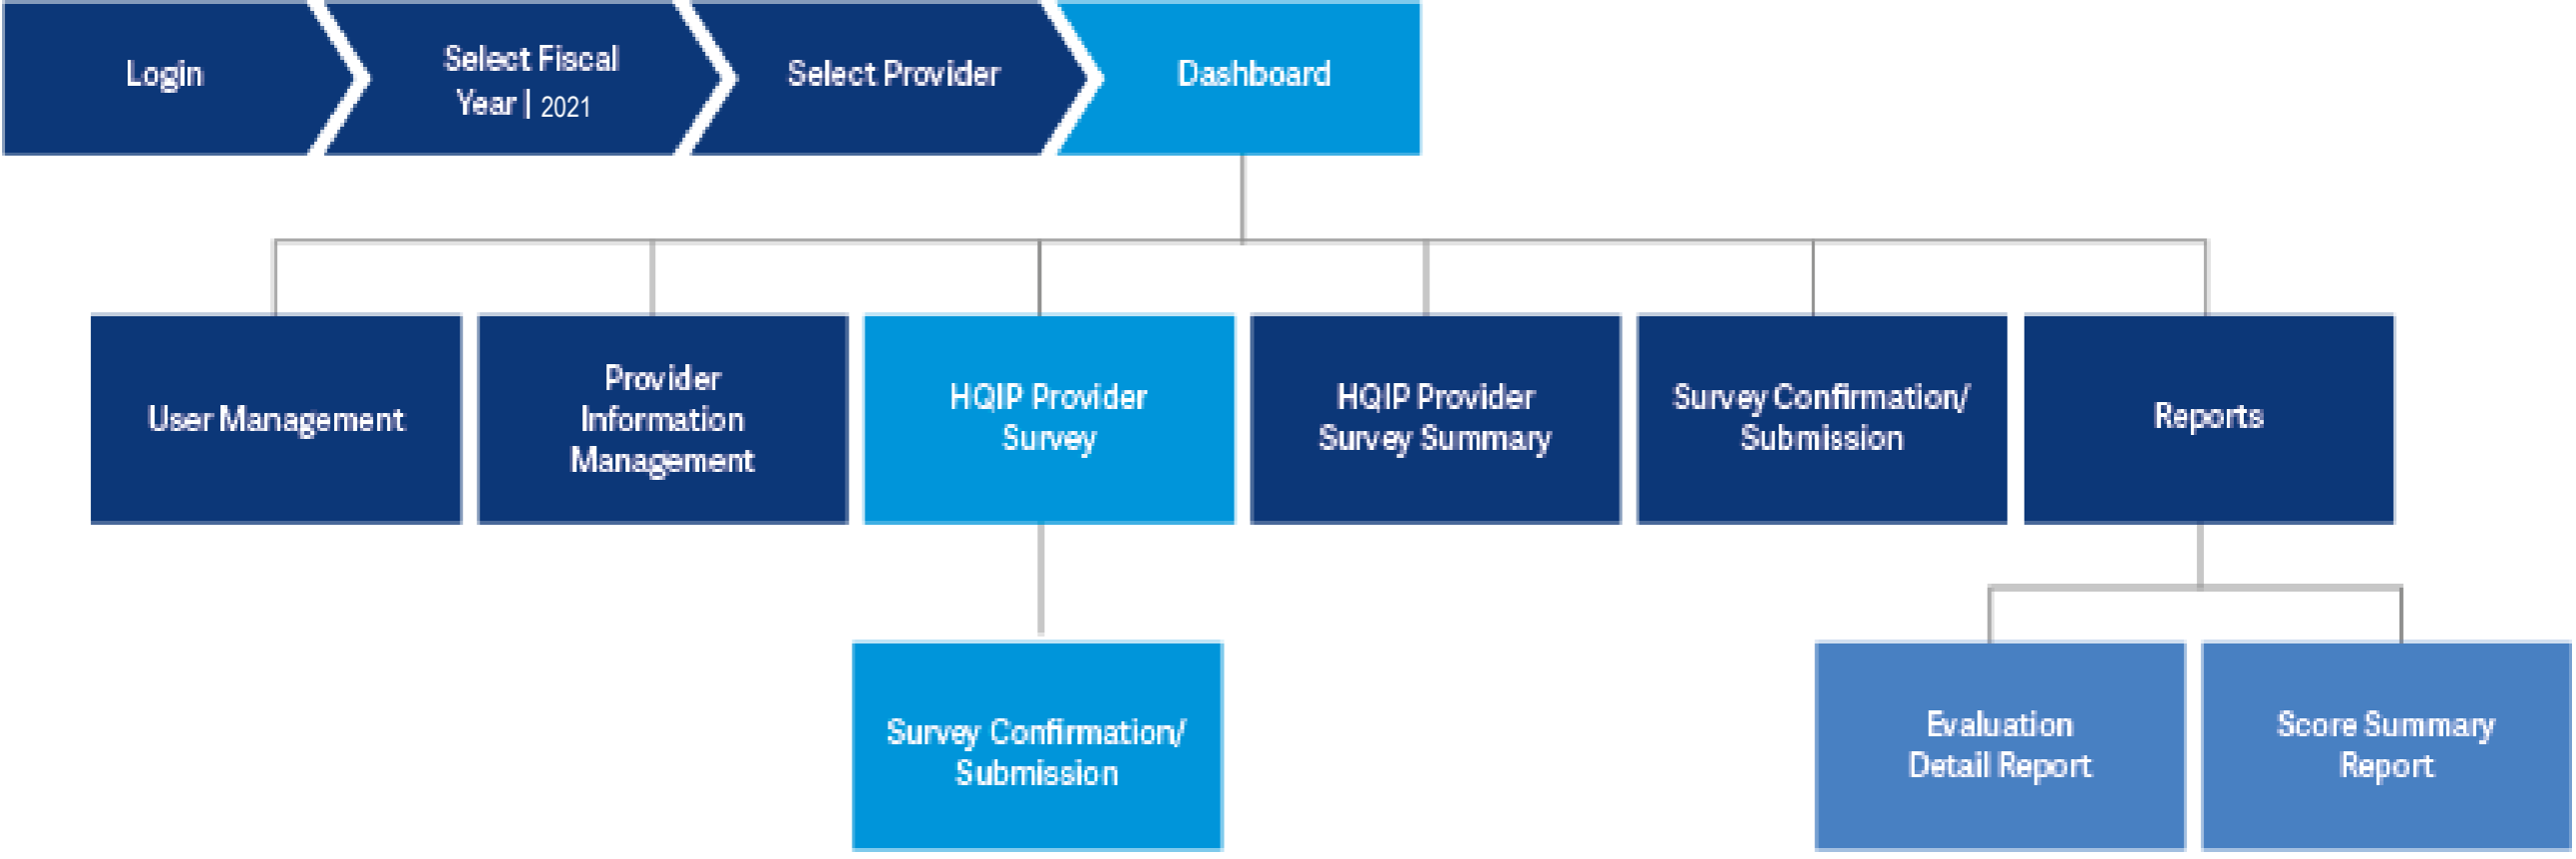 Login
Select Fiscal
Year | 2021
Select Provider
Dashboard
User Management
Provider
Information
Management
HQIP Provider
Survey
HQIP Provider
Survey Summary
Survey Confirmation/
Submission
Reports
Survey Confirmation/
Submission
Evaluation
Detail Report
Score Summary
Report